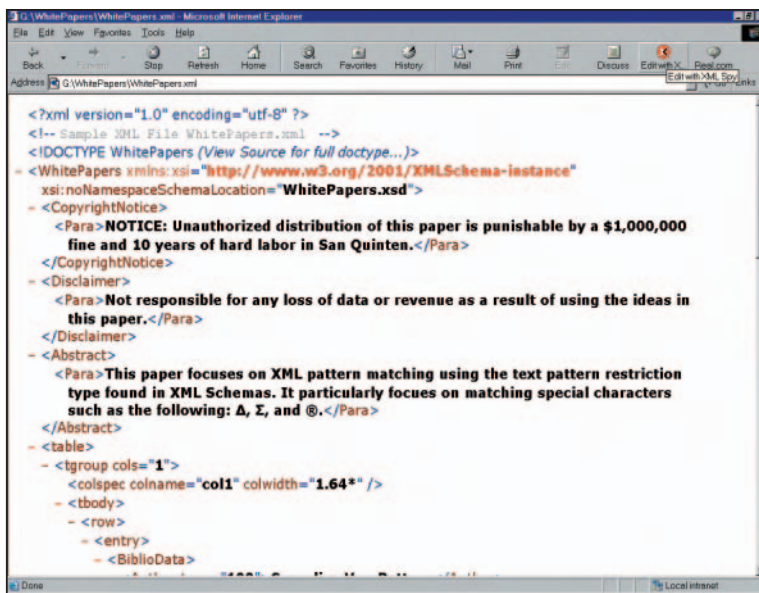 G:\WhitePapers\WhitePapers.xml - Microsoft Internet Explorer
File Edit View Favorites Tools Help
Back Forward Stop Refresh Home Search Favorites History Mail Print Edit Discuss Edit with X... Real.com
Address G:\WhitePapers\WhitePapers.xml Links
Edit with XML Spy
<?xml version="1.0" encoding="utf-8" ?>
<!-- Sample XML File WhitePapers.xml -->
<!DOCTYPE WhitePapers (View Source for full doctype...)>
- <WhitePapers xmlns:xsi="http://www.w3.org/2001/XMLSchema-instance"
xsi:noNamespaceSchemaLocation="WhitePapers.xsd">
- <CopyrightNotice>
<Para>NOTICE: Unauthorized distribution of this paper is punishable by a $1,000,000
fine and 10 years of hard labor in San Quinten.</Para>
</CopyrightNotice>
- <Disclaimer>
<Para>Not responsible for any loss of data or revenue as a result of using the ideas in
this paper.</Para>
</Disclaimer>
- <Abstract>
<Para>This paper focuses on XML pattern matching using the text pattern restriction
type found in XML Schemas. It particularly focues on matching special characters
such as the following: Δ, Σ, and ®.</Para>
</Abstract>
- <table>
- <tgroup cols="1">
<colspec colname="col1" colwidth="1.64*" />
- <tbody>
- <row>
- <entry>
- <BiblioData>
Done Local intranet